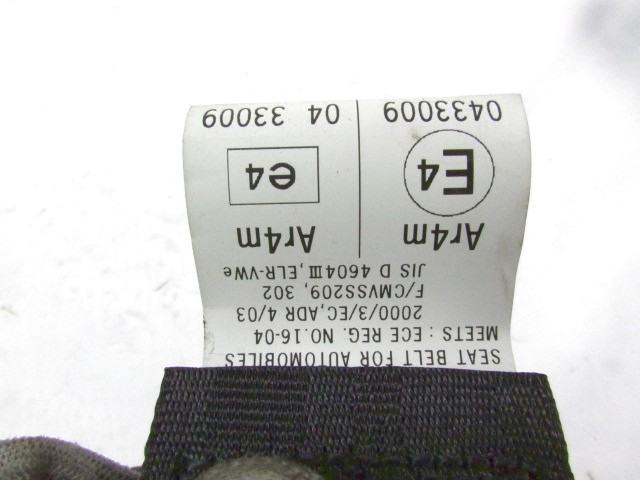 SEAT BELT FOR AUTOMOBILES
MEETS : ECE REG. NO.16-04
2000/3/EC,ADR 4/03
F/CMVSS209, 302
JIS D 4604Ⅲ,ELR-VWe
Ar4m Ar4m
E4 e4
0433009 04 33009